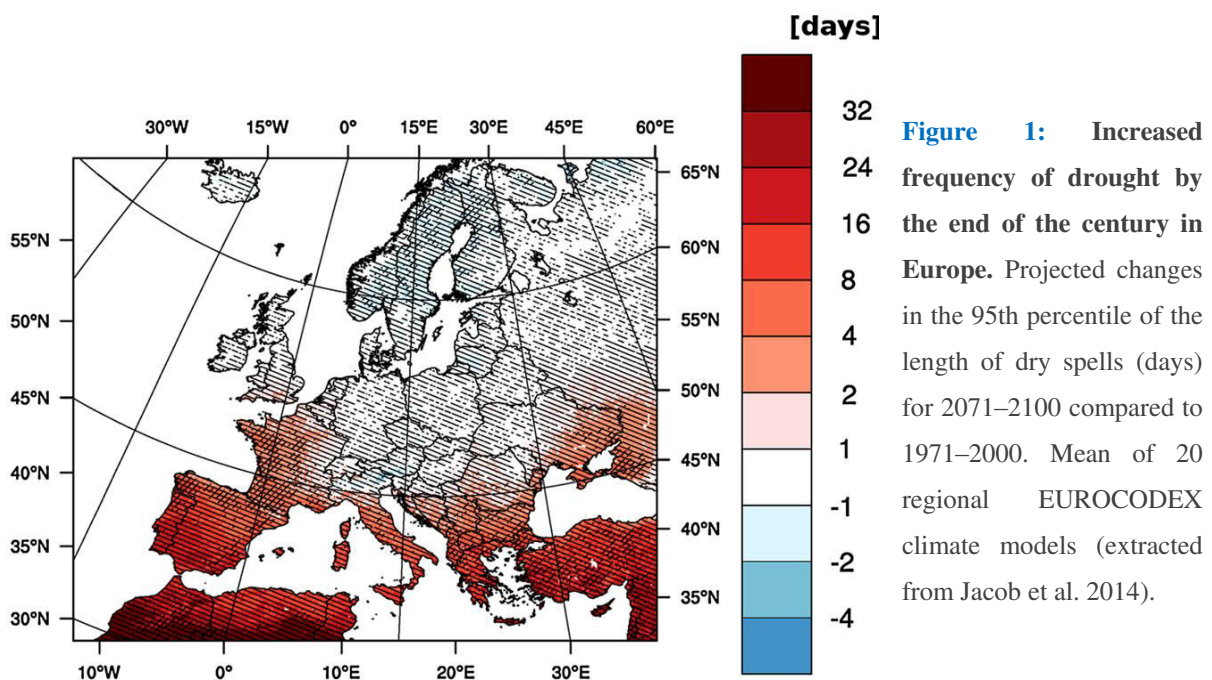 [days]
30°W 15°W 0° 15°E 30°E 45°E 60°E
65°N
55°N
60°N
50°N
55°N
45°N
50°N
40°N
45°N
35°N
40°N
30°N
35°N
10°W 0° 10°E 20°E 30°E
32
24
16
8
4
2
1
-1
-2
-4
Figure 1: Increased
frequency of drought by
the end of the century in
Europe. Projected changes
in the 95th percentile of the
length of dry spells (days)
for 2071–2100 compared to
1971–2000. Mean of 20
regional EUROCODEX
climate models (extracted
from Jacob et al. 2014).